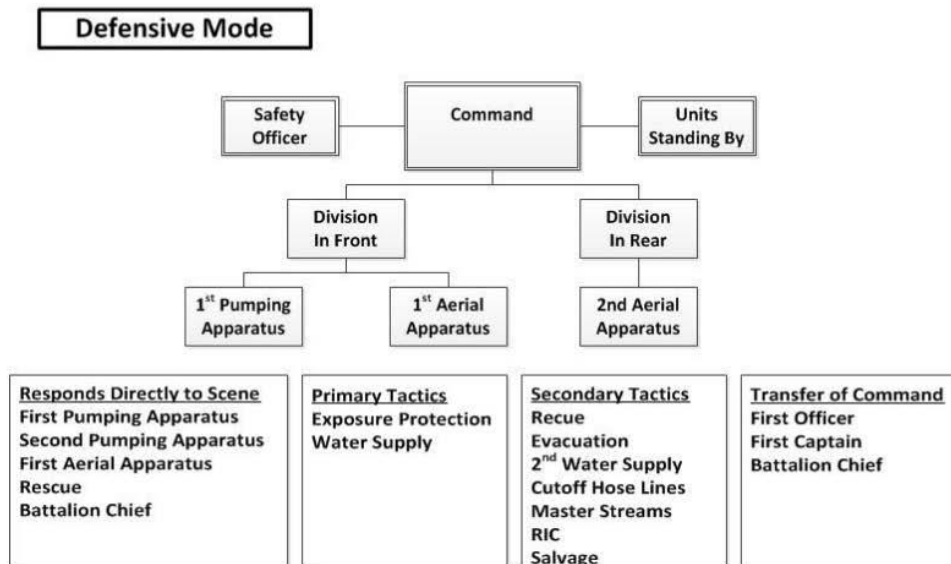 Defensive Mode
Safety
Officer
Command
Units
Standing By
Division
In Front
Division
In Rear
1st Pumping
Apparatus
1st Aerial
Apparatus
2nd Aerial
Apparatus
Responds Directly to Scene
First Pumping Apparatus
Second Pumping Apparatus
First Aerial Apparatus
Rescue
Battalion Chief
Primary Tactics
Exposure Protection
Water Supply
Secondary Tactics
Recue
Evacuation
2nd Water Supply
Cutoff Hose Lines
Master Streams
RIC
Salvage
Transfer of Command
First Officer
First Captain
Battalion Chief